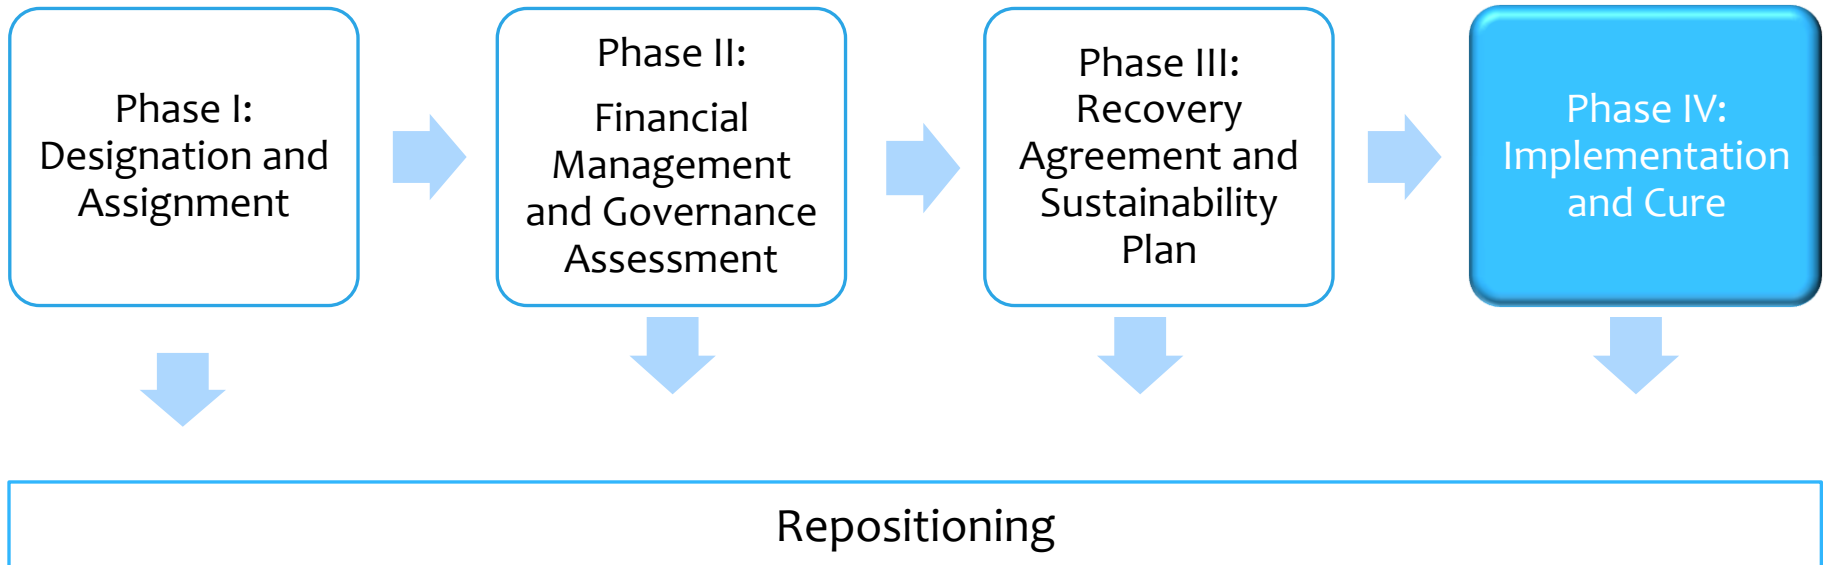 Phase I:
Designation and
Assignment
Phase II:
Financial
Management
and Governance
Assessment
Phase III:
Recovery
Agreement and
Sustainability
Plan
Phase IV:
Implementation
and Cure
Repositioning